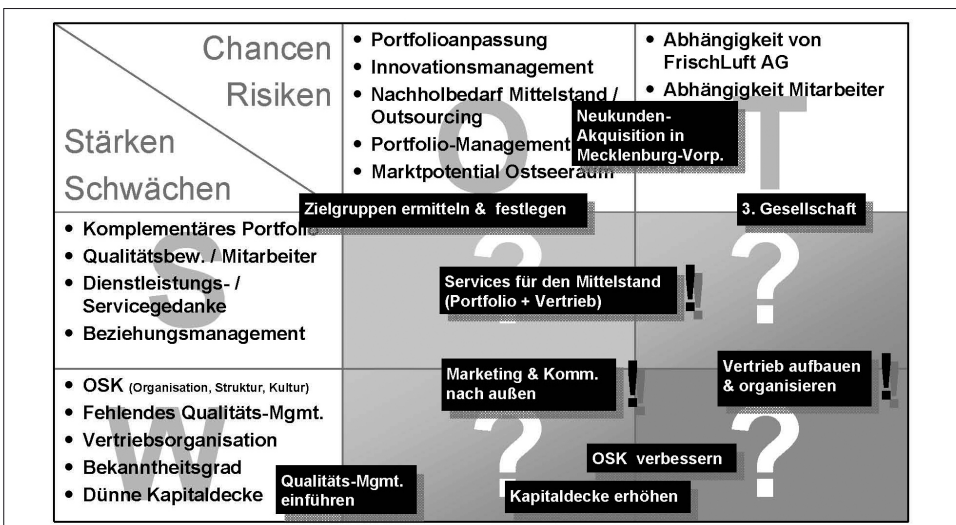 Chancen
Risiken
Stärken
Schwächen
• Portfolioanpassung
• Innovationsmanagement
• Nachholbedarf Mittelstand /
Outsourcing
• Portfolio-Management
• Marktpotential Ostseeraum
O
• Abhängigkeit von
FrischLuft AG
• Abhängigkeit Mitarbeiter
T
Neukunden-
Akquisition in
Mecklenburg-Vorp.
Zielgruppen ermitteln & festlegen
3. Gesellschaft
• Komplementäres Portfolio
• Qualitätsbew. / Mitarbeiter
• Dienstleistungs- /
Servicegedanke
• Beziehungsmanagement
S
?
Services für den Mittelstand
(Portfolio + Vertrieb)
!
?
• OSK (Organisation, Struktur, Kultur)
• Fehlendes Qualitäts-Mgmt.
• Vertriebsorganisation
• Bekanntheitsgrad
• Dünne Kapitaldecke
W
Marketing & Komm.
nach außen
!
Vertrieb aufbauen
& organisieren
!
?
?
OSK verbessern
Qualitäts-Mgmt.
einführen
Kapitaldecke erhöhen